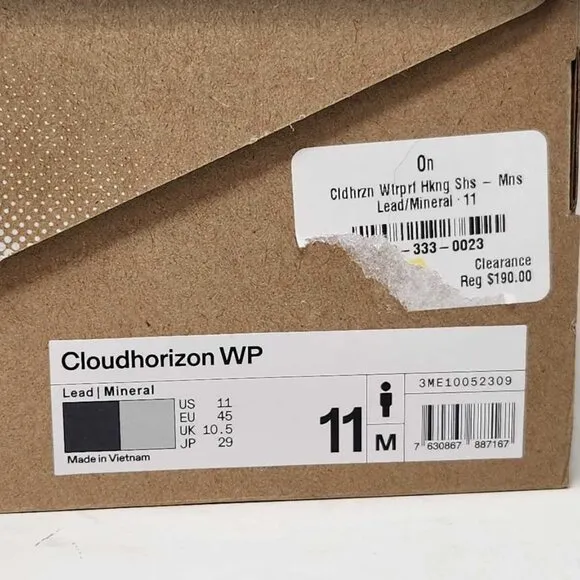 On
Cldhrzn Wtrprf Hkng Shs - Mns
Lead/Mineral · 11
-333-0023
Clearance
Reg $190.00
Cloudhorizon WP
Lead | Mineral
US 11
EU 45
UK 10.5
JP 29
Made in Vietnam
11
M
3ME10052309
7 630867 887167